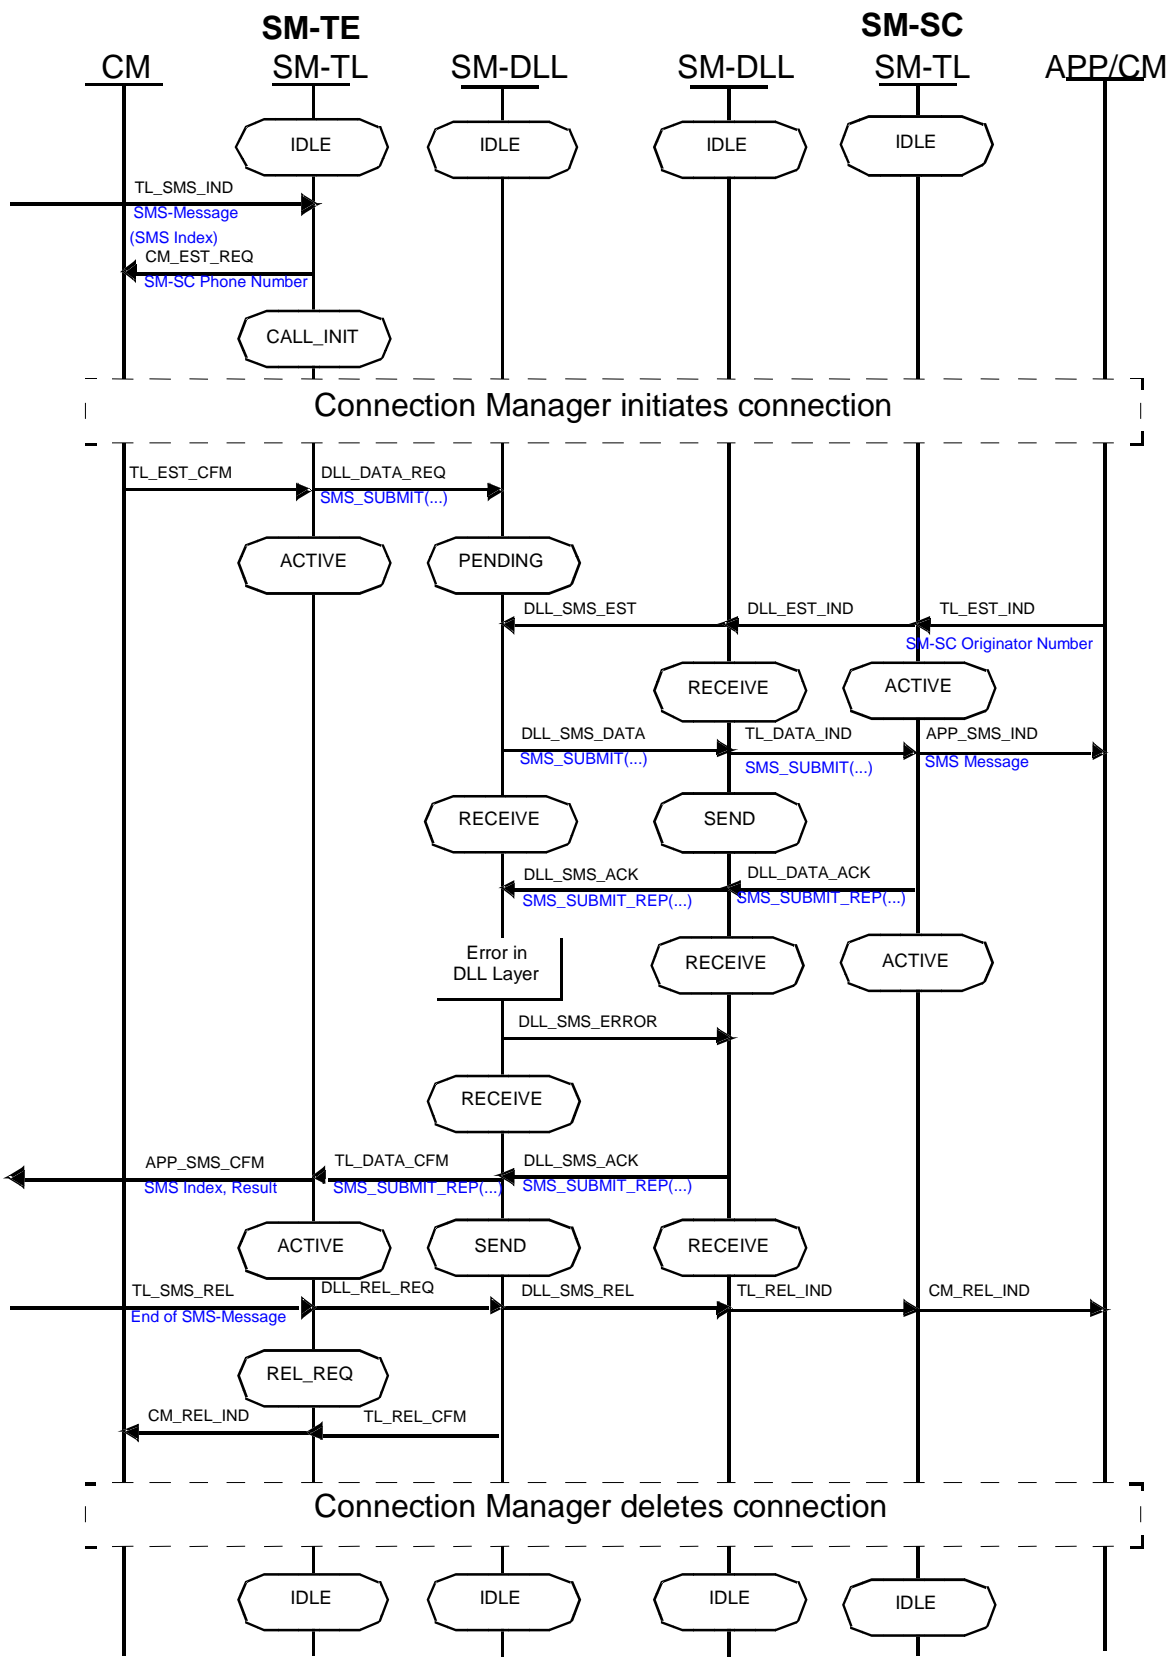 SM-TE
SM-SC
CM
SM-TL
SM-DLL
SM-DLL
SM-TL
APP/CM
IDLE
IDLE
IDLE
IDLE
TL_SMS_IND
SMS-Message
(SMS Index)
CM_EST_REQ
SM-SC Phone Number
CALL_INIT
Connection Manager initiates connection
TL_EST_CFM
DLL_DATA_REQ
SMS_SUBMIT(...)
ACTIVE
PENDING
DLL_SMS_EST
DLL_EST_IND
TL_EST_IND
SM-SC Originator Number
RECEIVE
ACTIVE
DLL_SMS_DATA
TL_DATA_IND
APP_SMS_IND
SMS_SUBMIT(...)
SMS_SUBMIT(...)
SMS Message
RECEIVE
SEND
DLL_SMS_ACK
DLL_DATA_ACK
SMS_SUBMIT_REP(...)
SMS_SUBMIT_REP(...)
Error in
DLL Layer
RECEIVE
ACTIVE
DLL_SMS_ERROR
RECEIVE
APP_SMS_CFM
TL_DATA_CFM
DLL_SMS_ACK
SMS Index, Result
SMS_SUBMIT_REP(...)
SMS_SUBMIT_REP(...)
ACTIVE
SEND
RECEIVE
TL_SMS_REL
DLL_REL_REQ
DLL_SMS_REL
TL_REL_IND
CM_REL_IND
End of SMS-Message
REL_REQ
CM_REL_IND
TL_REL_CFM
Connection Manager deletes connection
IDLE
IDLE
IDLE
IDLE